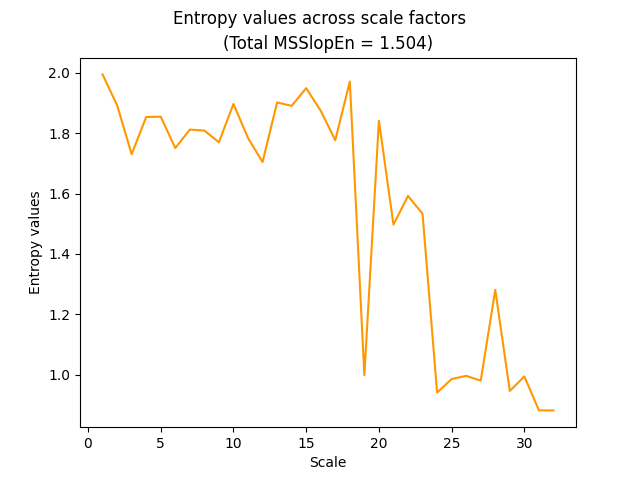 Entropy values across scale factors
(Total MSSlopEn = 1.504)
Entropy values
2.0
1.8
1.6
1.4
1.2
1.0
0 5 10 15 20 25 30
Scale